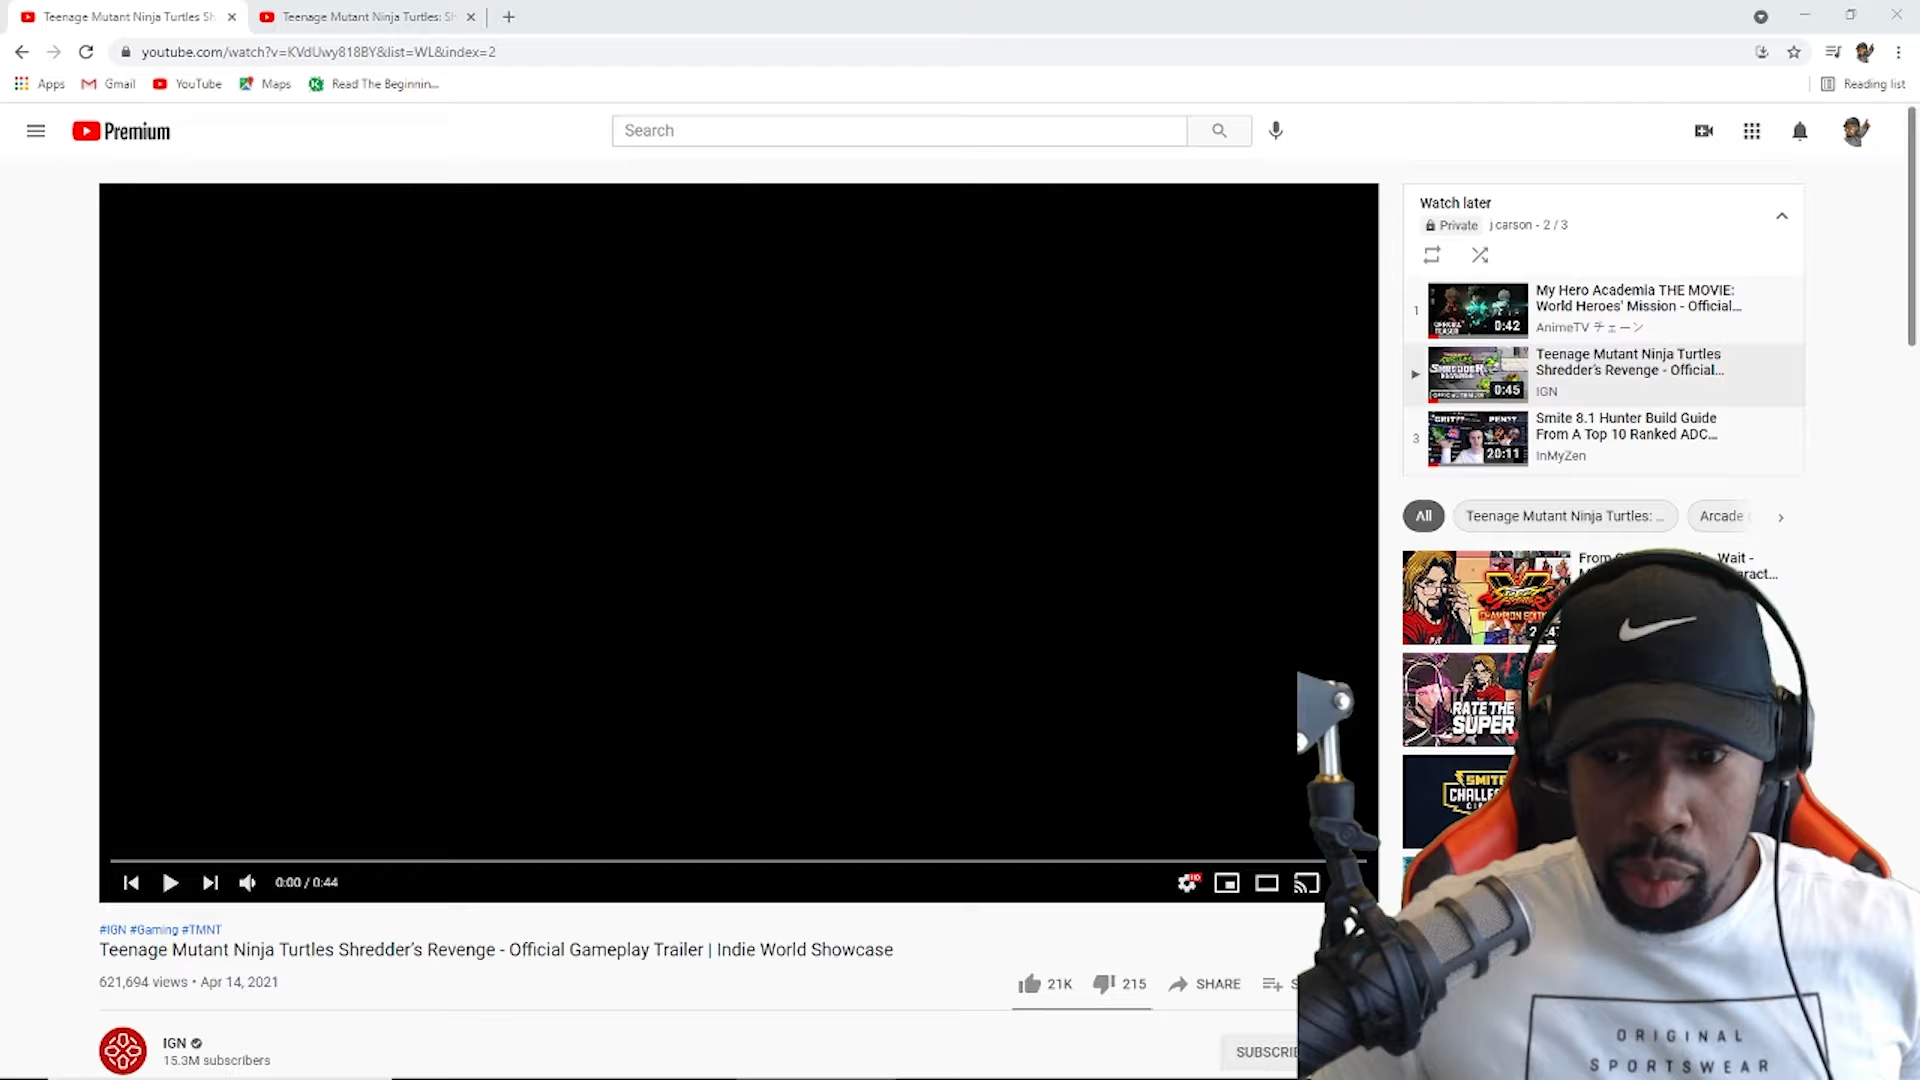 Teenage Mutant Ninja Turtles Sh
Teenage Mutant Ninja Turtles: Sh
youtube.com/watch?v=KVdUwy818BY&list=WL&index=2
Apps
Gmail
YouTube
Maps
Read The Beginnin...
Reading list
Premium
Search
Watch later
Private
j carson - 2 / 3
1
My Hero Academia THE MOVIE:
World Heroes' Mission - Official...
0:42
AnimeTV チェーン
Teenage Mutant Ninja Turtles
Shredder's Revenge - Official...
0:45
IGN
3
Smite 8.1 Hunter Build Guide
From A Top 10 Ranked ADC...
20:11
InMyZen
All
Teenage Mutant Ninja Turtles: ...
Arcade
Wait -
RATE THE
SUPER
SMITE
0:00 / 0:44
HD
#IGN #Gaming #TMNT
Teenage Mutant Ninja Turtles Shredder's Revenge - Official Gameplay Trailer | Indie World Showcase
621,694 views • Apr 14, 2021
21K
215
SHARE
IGN
15.3M subscribers
SUBSCRIBE
ORIGINAL
SPORTSWEAR